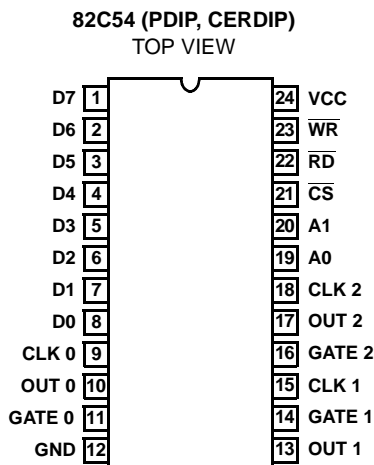 82C54 (PDIP, CERDIP)
TOP VIEW
D7 1 24 VCC
D6 2 23 W̅R̅
D5 3 22 R̅D̅
D4 4 21 C̅S̅
D3 5 20 A1
D2 6 19 A0
D1 7 18 CLK 2
D0 8 17 OUT 2
CLK 0 9 16 GATE 2
OUT 0 10 15 CLK 1
GATE 0 11 14 GATE 1
GND 12 13 OUT 1